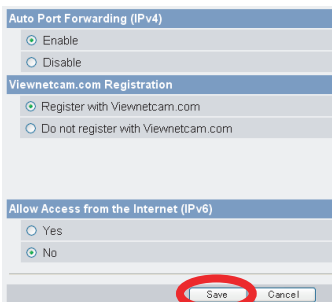 Auto Port Forwarding (IPv4)
Enable
Disable
Viewnetcam.com Registration
Register with Viewnetcam.com
Do not register with Viewnetcam.com
Allow Access from the Internet (IPv6)
Yes
No
Save Cancel